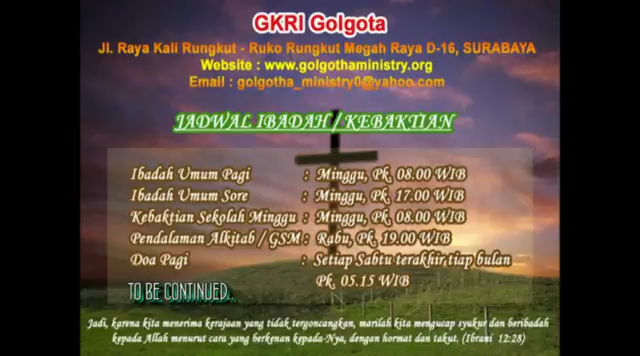 GKRI Golgota
Jl. Raya Kali Rungkut - Ruko Rungkut Megah Raya D-16, SURABAYA
Website : www.golgothaministry.org
Email : golgotha_ministry0@yahoo.com
JADWAL IBADAH / KEBAKTIAN
Ibadah Umum Pagi : Minggu, Pk. 08.00 WIB
Ibadah Umum Sore : Minggu, Pk. 17.00 WIB
Kebaktian Sekolah Minggu : Minggu, Pk. 08.00 WIB
Pendalaman Alkitab / GSM : Rabu, Pk. 19.00 WIB
Doa Pagi : Setiap Sabtu terakhir tiap bulan
Pk. 05.15 WIB
TO BE CONTINUED...
Jadi, karena kita menerima kerajaan yang tidak tergoncangkan, marilah kita mengucap syukur dan beribadah
kepada Allah menurut cara yang berkenan kepada-Nya, dengan hormat dan takut. (Ibrani 12:28)